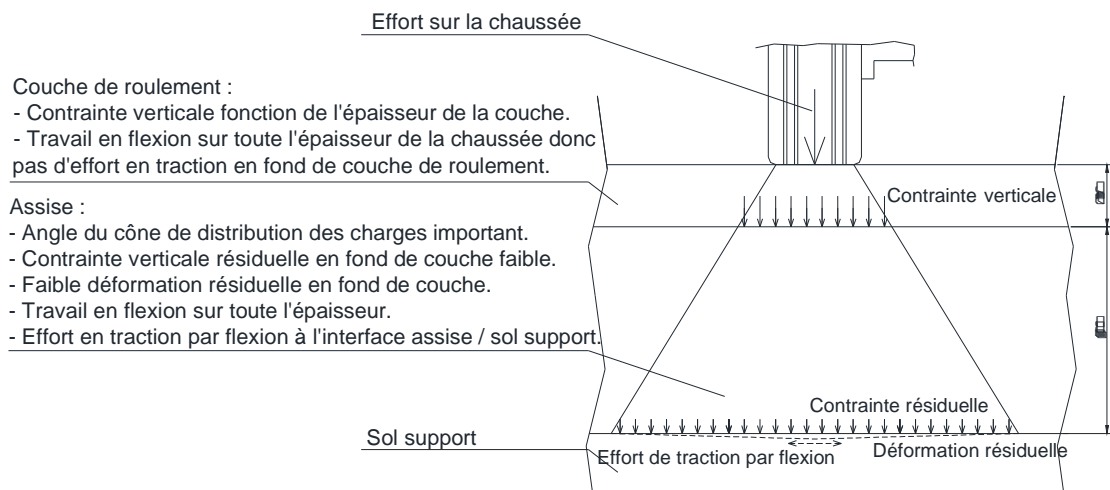 Effort sur la chaussée
Couche de roulement :
- Contrainte verticale fonction de l'épaisseur de la couche.
- Travail en flexion sur toute l'épaisseur de la chaussée donc
pas d'effort en traction en fond de couche de roulement.
Assise :
- Angle du cône de distribution des charges important.
- Contrainte verticale résiduelle en fond de couche faible.
- Faible déformation résiduelle en fond de couche.
- Travail en flexion sur toute l'épaisseur.
- Effort en traction par flexion à l'interface assise / sol support.
Contrainte verticale
Contrainte résiduelle
Sol support
Effort de traction par flexion
Déformation résiduelle